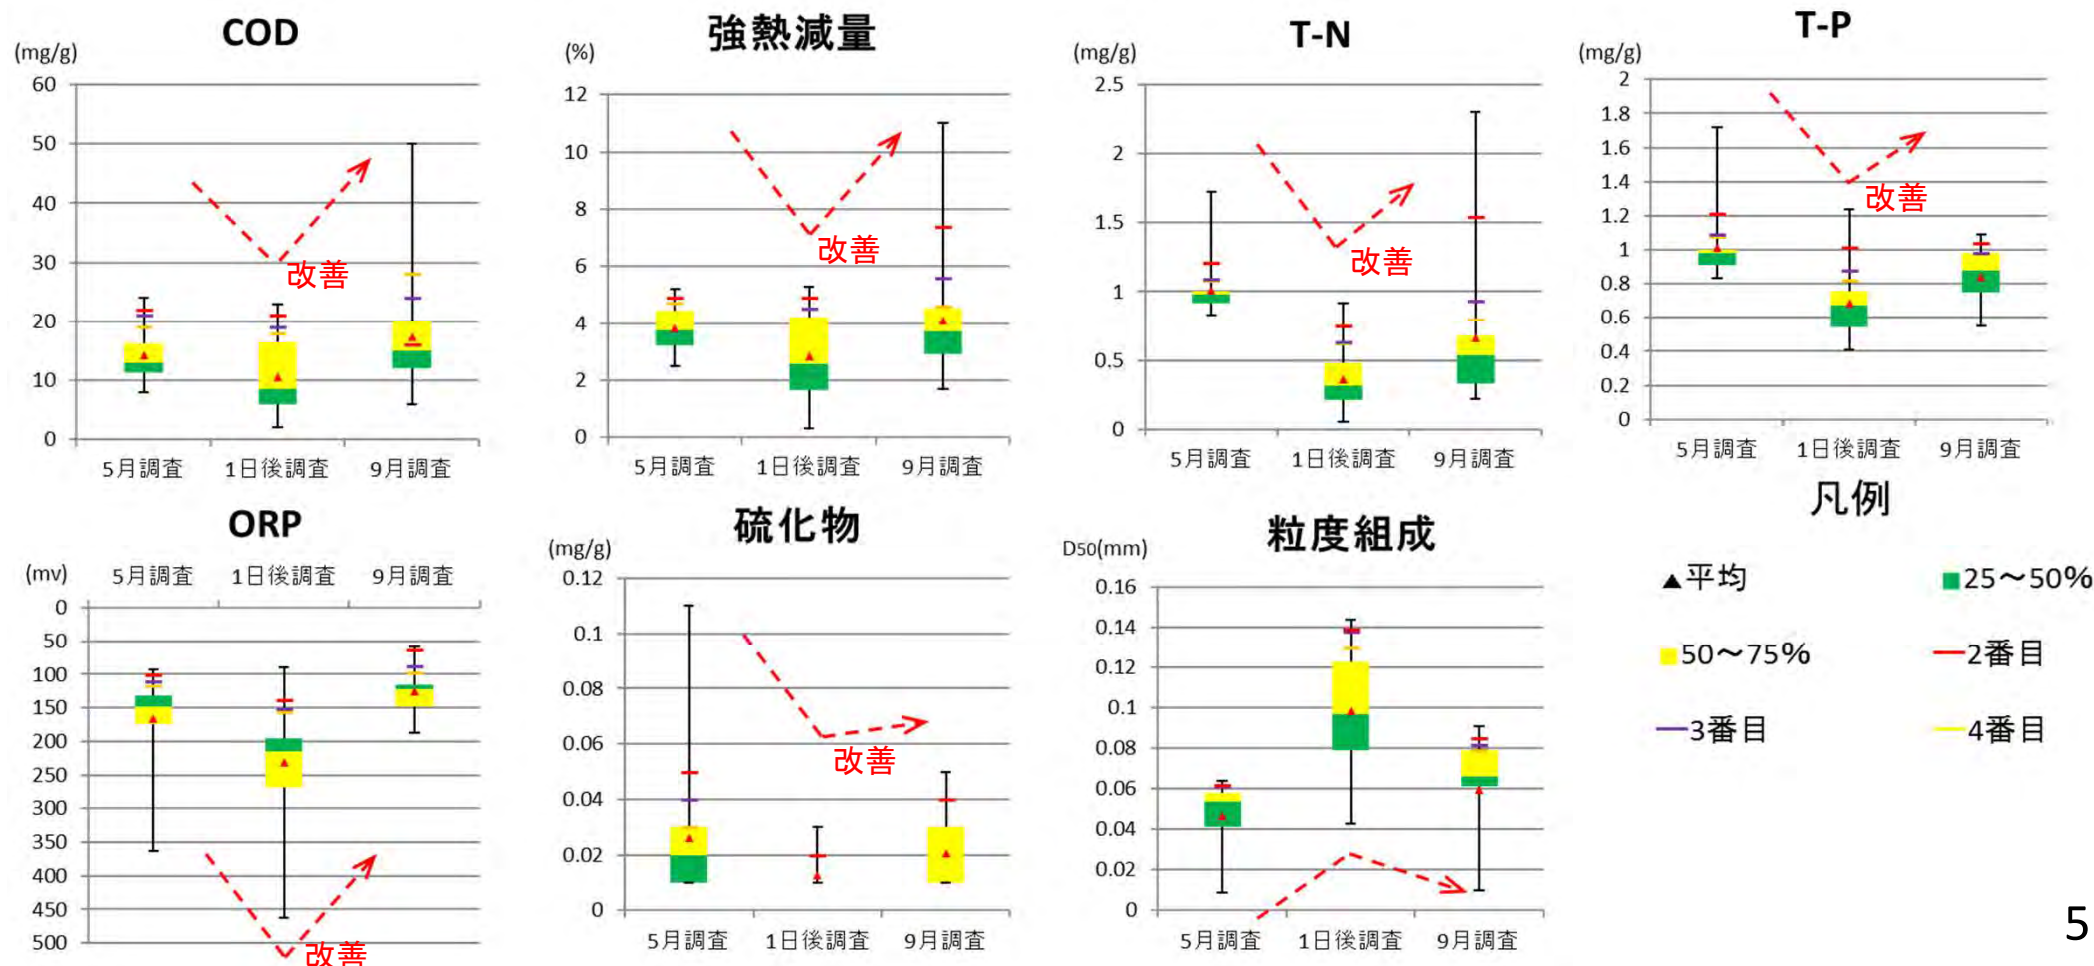 COD
(mg/g)
60
50
40
30
20
10
0
改善
5月調査 1日後調査 9月調査
強熱減量
(%)
12
10
8
6
4
2
0
改善
5月調査 1日後調査 9月調査
T-N
(mg/g)
2.5
2
1.5
1
0.5
0
改善
5月調査 1日後調査 9月調査
T-P
(mg/g)
2
1.8
1.6
1.4
1.2
1
0.8
0.6
0.4
0.2
0
改善
5月調査 1日後調査 9月調査
ORP
(mv) 5月調査 1日後調査 9月調査
0
50
100
150
200
250
300
350
400
450
500
改善
硫化物
(mg/g)
0.12
0.1
0.08
0.06
0.04
0.02
0
改善
5月調査 1日後調査 9月調査
粒度組成
D50(mm)
0.16
0.14
0.12
0.1
0.08
0.06
0.04
0.02
0
5月調査 1日後調査 9月調査
凡例
▲平均 25～50%
50～75% 2番目
3番目 4番目
5